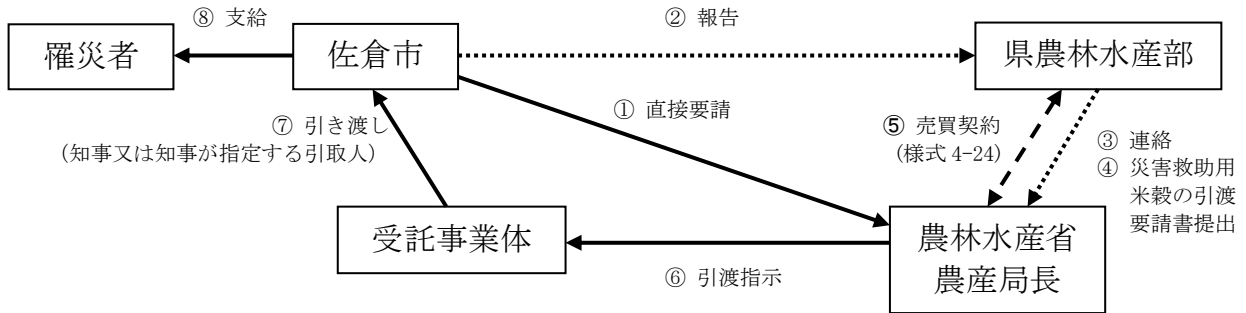 ⑧ 支給
② 報告
罹災者
佐倉市
県農林水産部
① 直接要請
⑦ 引き渡し
（知事又は知事が指定する引取人）
⑤ 売買契約
(様式 4-24)
③ 連絡
④ 災害救助用
米穀の引渡
要請書提出
受託事業体
農林水産省
農産局長
⑥ 引渡指示